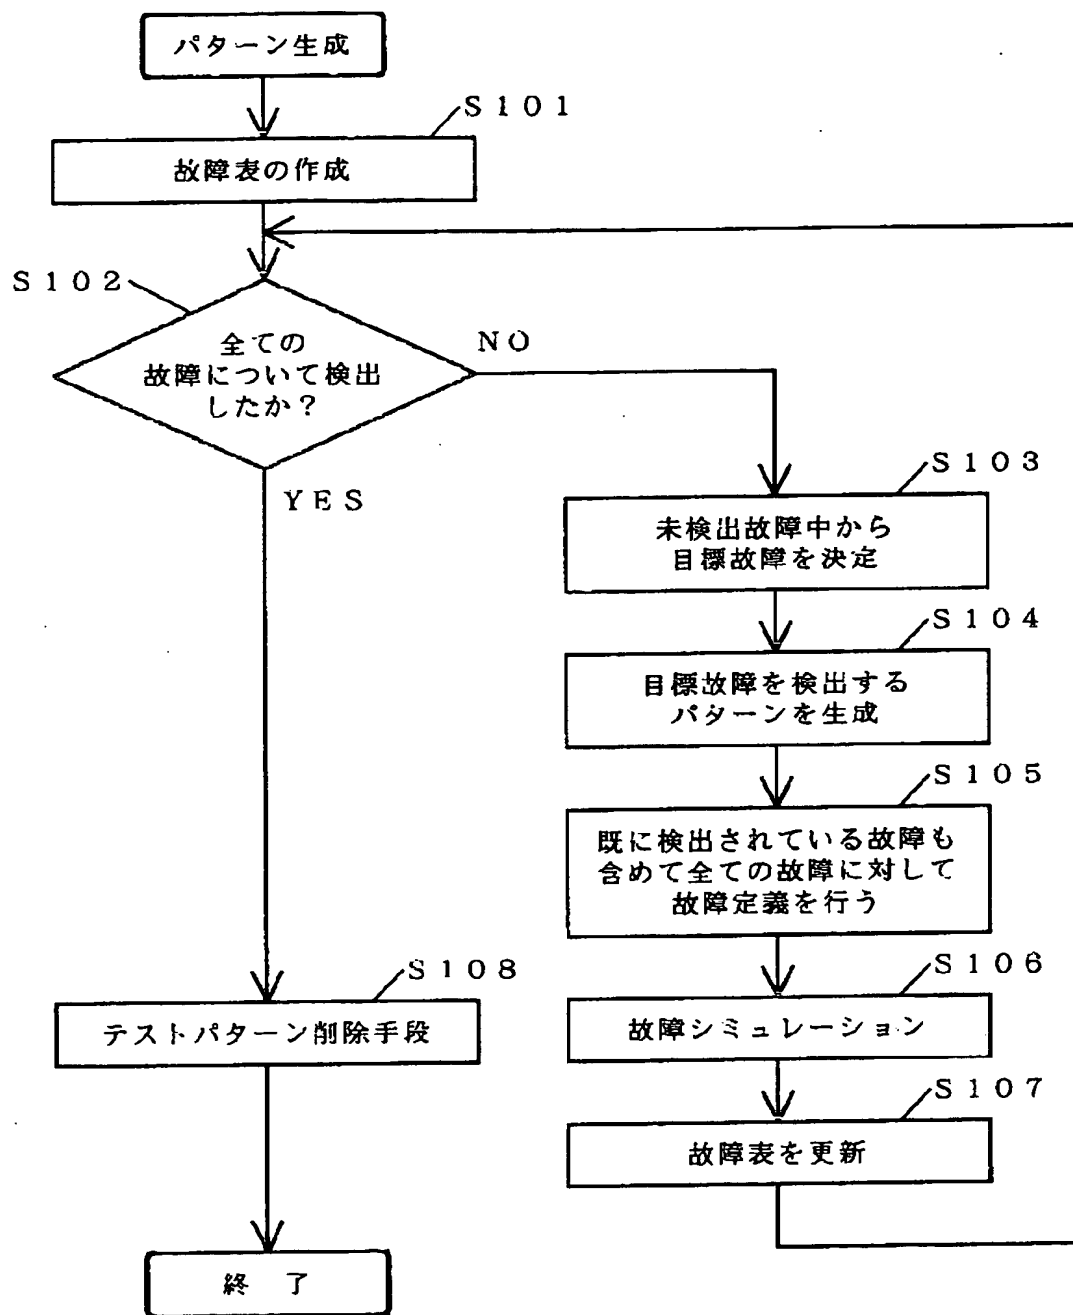 パターン生成
S101
故障表の作成
S102
全ての
故障について検出
したか?
NO
YES
S103
未検出故障中から
目標故障を決定
S104
目標故障を検出する
パターンを生成
S105
既に検出されている故障も
含めて全ての故障に対して
故障定義を行う
S106
故障シミュレーション
S107
故障表を更新
S108
テストパターン削除手段
終 了